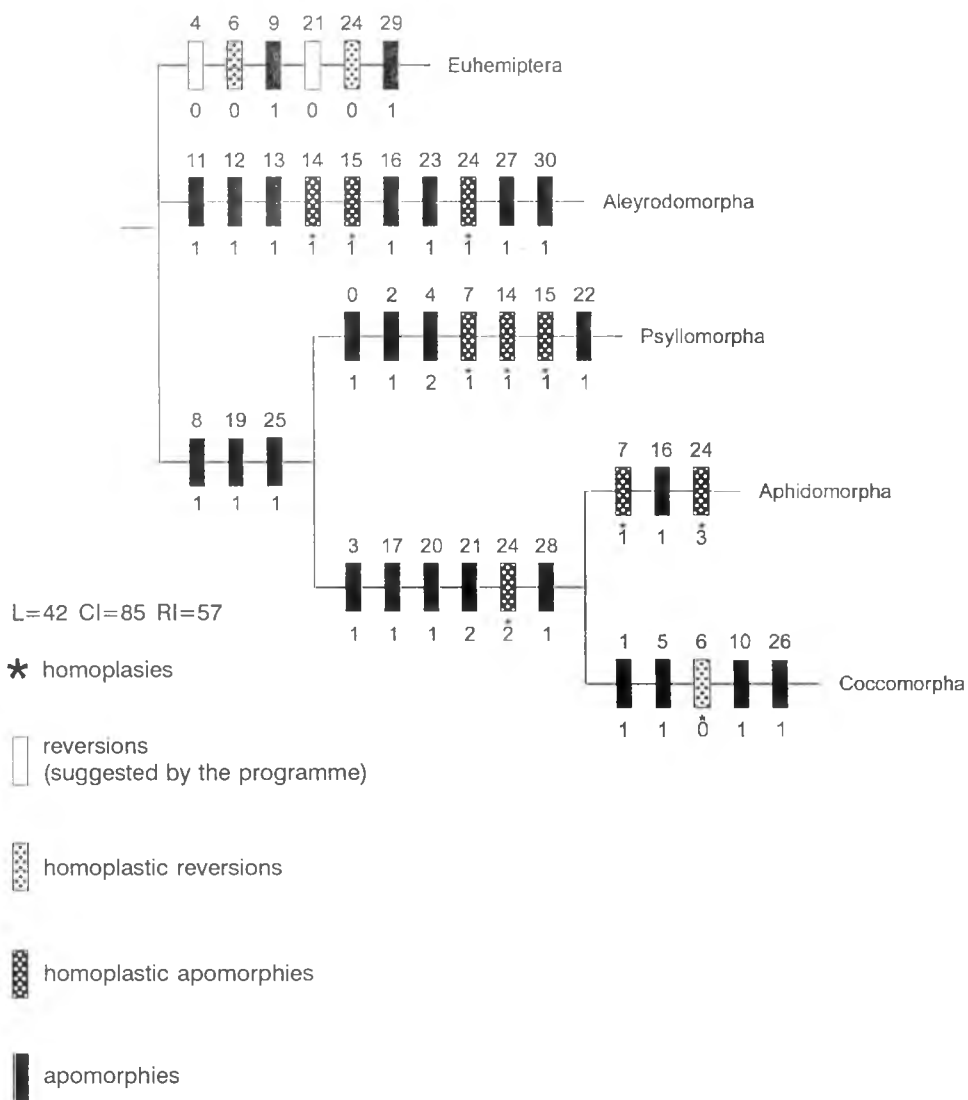 4 6 9 21 24 29
Euhemiptera
0 0 1 0 0 1
11 12 13 14 15 16 23 24 27 30
Aleyrodomorpha
* * *
1 1 1 1 1 1 1 1 1 1
0 2 4 7 14 15 22
Psyllomorpha
* * *
1 1 2 1 1 1 1
8 19 25
1 1 1
7 16 24
Aphidomorpha
* *
1 1 3
3 17 20 21 24 28
*
1 1 1 2 2 1
L=42 CI=85 RI=57
1 5 6 10 26
Coccomorpha
*
1 1 0 1 1
* homoplasies
reversions
(suggested by the programme)
homoplastic reversions
homoplastic apomorphies
apomorphies